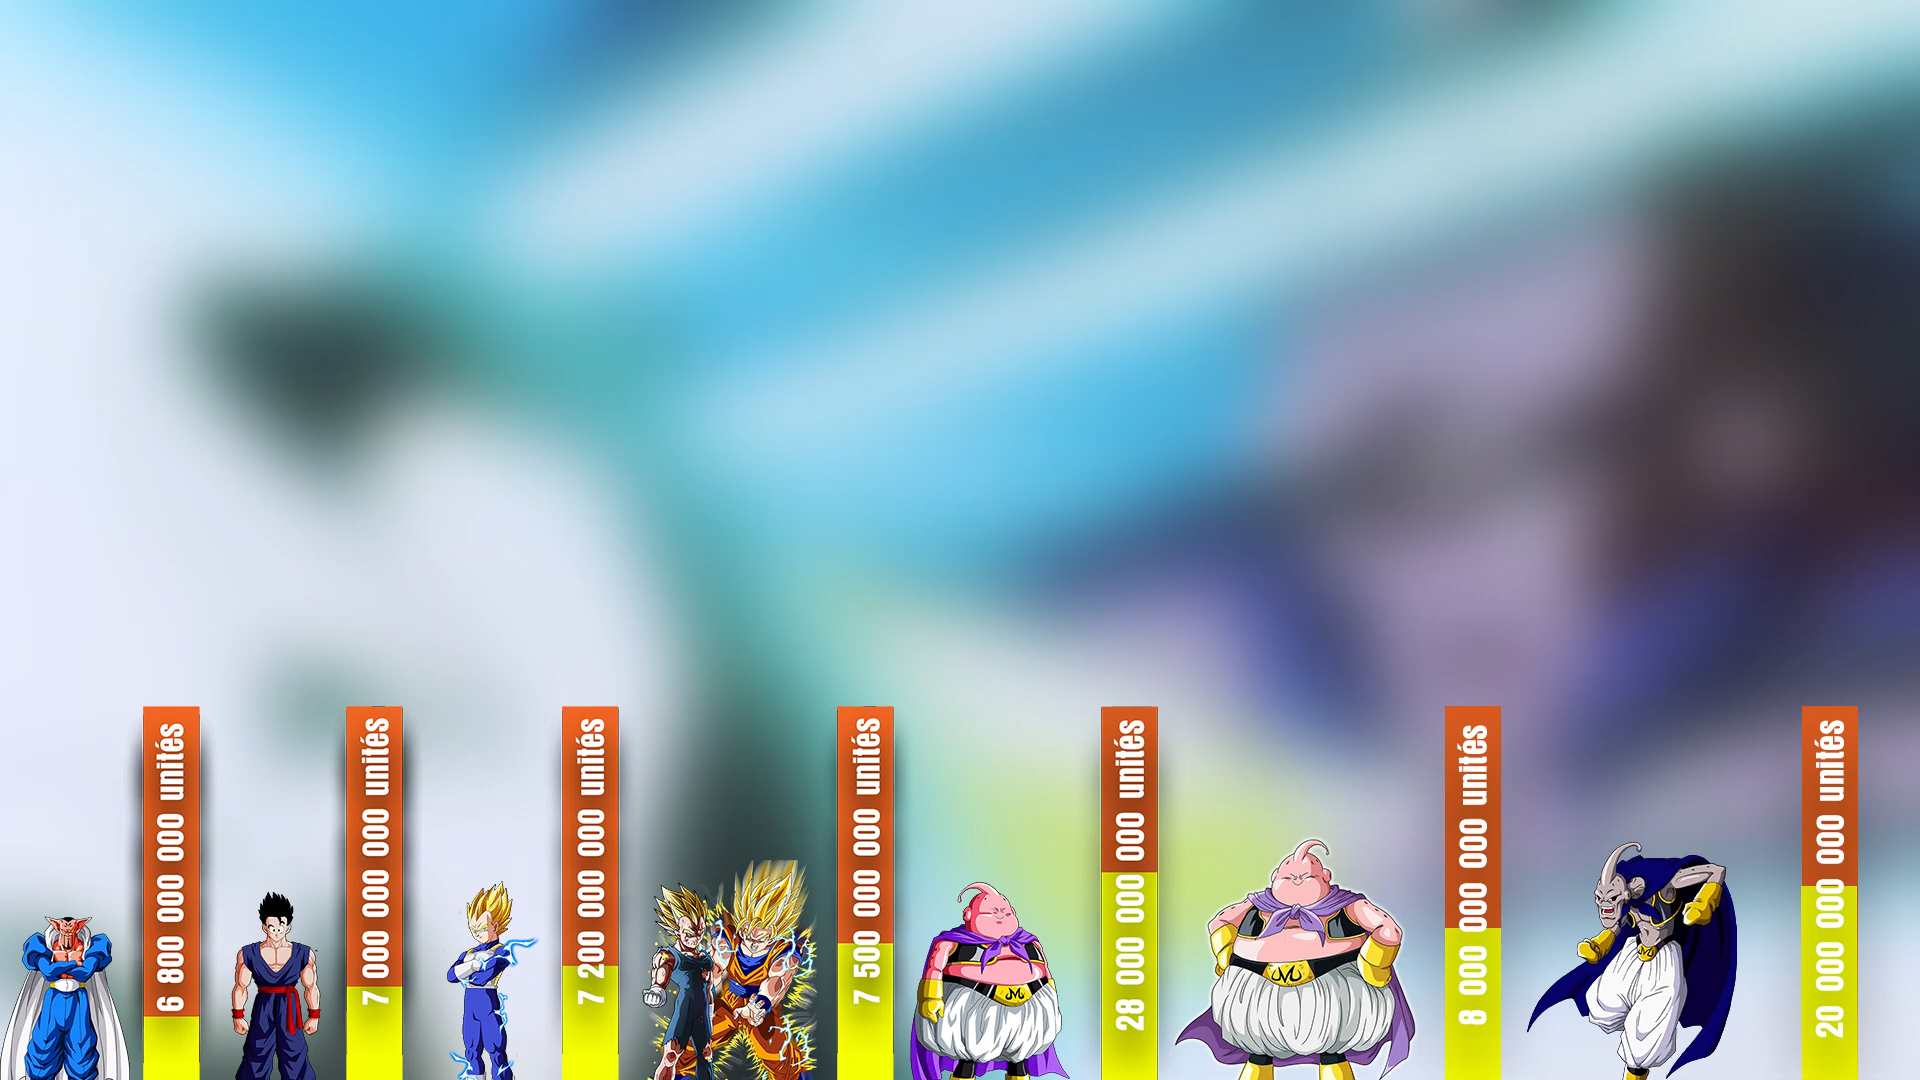 6 800 000 000 unités
7 000 000 000 unités
7 200 000 000 unités
7 500 000 000 unités
28 000 000 000 unités
8 000 000 000 unités
20 000 000 000 unités